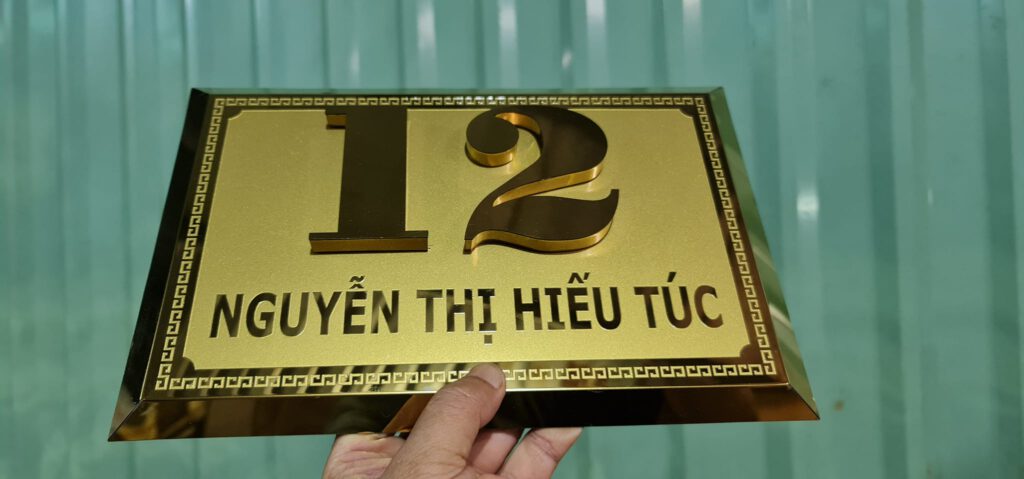 12
NGUYỄN THỊ HIẾU TÚC